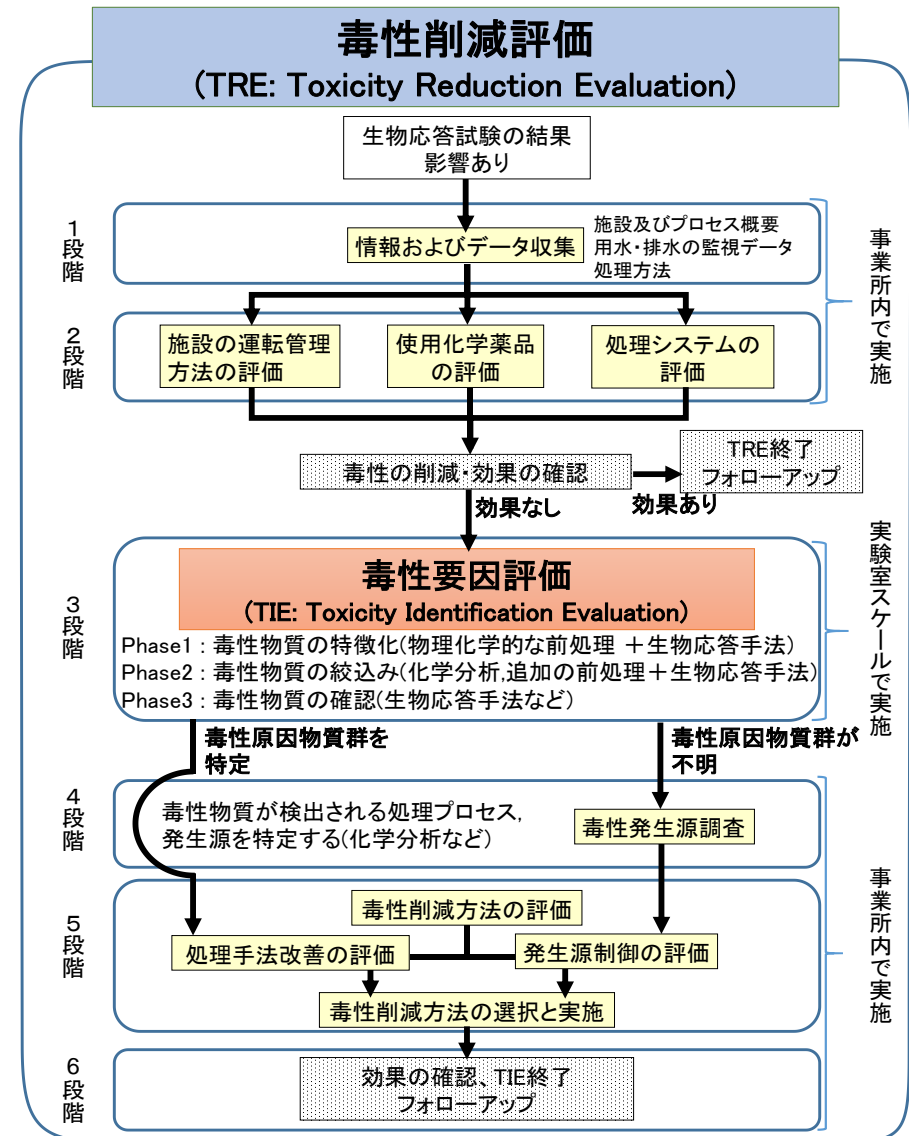 毒性削減評価
(TRE: Toxicity Reduction Evaluation)
生物応答試験の結果
影響あり
1段階
情報およびデータ収集
施設及びプロセス概要
用水・排水の監視データ
処理方法
事業所内で実施
2段階
施設の運転管理
方法の評価
使用化学薬品
の評価
処理システムの
評価
毒性の削減・効果の確認
TRE終了
フォローアップ
効果なし
効果あり
3段階
毒性要因評価
(TIE: Toxicity Identification Evaluation)
Phase1：毒性物質の特徴化(物理化学的な前処理 ＋生物応答手法)
Phase2：毒性物質の絞込み(化学分析,追加の前処理＋生物応答手法)
Phase3：毒性物質の確認(生物応答手法など)
実験室スケールで実施
毒性原因物質群を
特定
毒性原因物質群が
不明
4段階
毒性物質が検出される処理プロセス,
発生源を特定する(化学分析など)
毒性発生源調査
5段階
毒性削減方法の評価
処理手法改善の評価
発生源制御の評価
毒性削減方法の選択と実施
事業所内で実施
6段階
効果の確認、TIE終了
フォローアップ